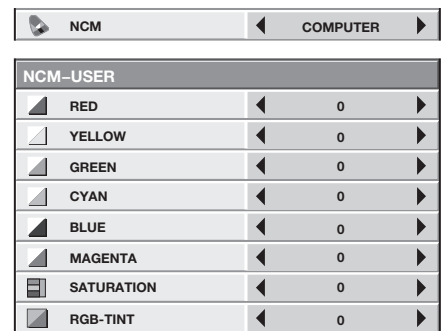 NCM COMPUTER
NCM–USER
RED 0
YELLOW 0
GREEN 0
CYAN 0
BLUE 0
MAGENTA 0
SATURATION 0
RGB-TINT 0